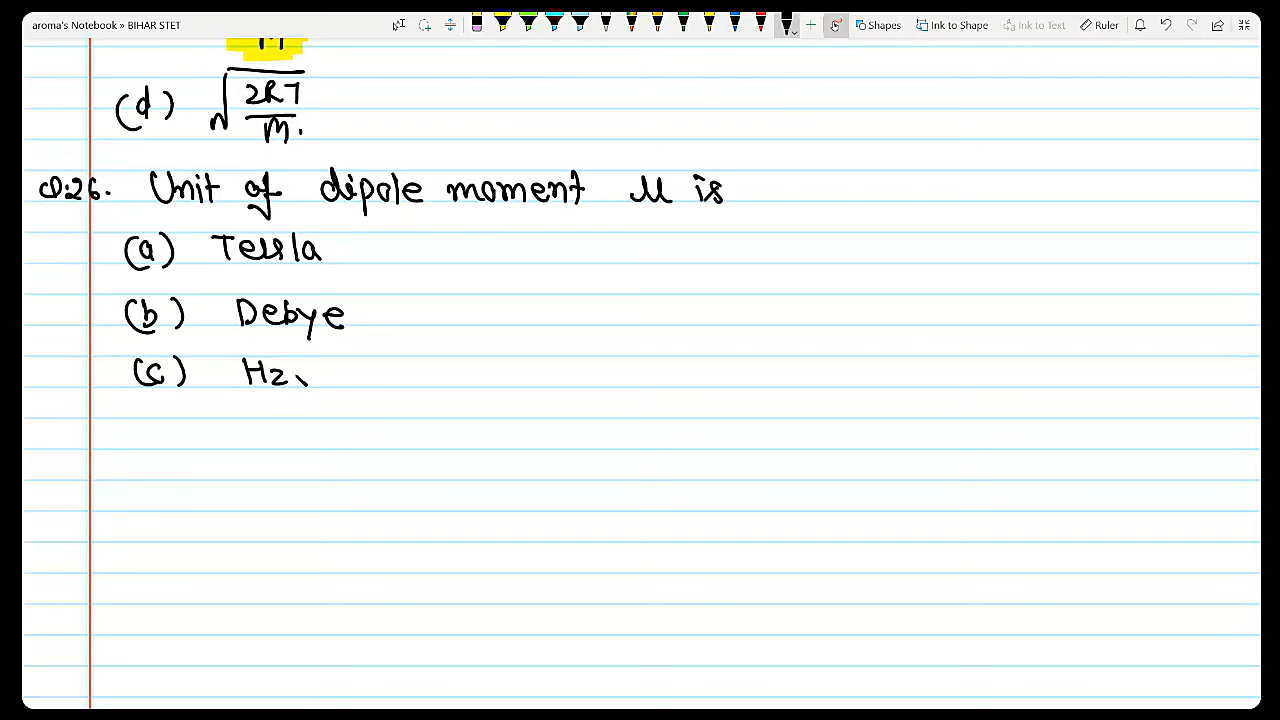 aroma's Notebook » BIHAR STET
Shapes Ink to Shape Ink to Text Ruler
M
(d) √2RT/M.
Q.26. Unit of dipole moment μ is
(a) Tesla
(b) Debye
(c) Hz